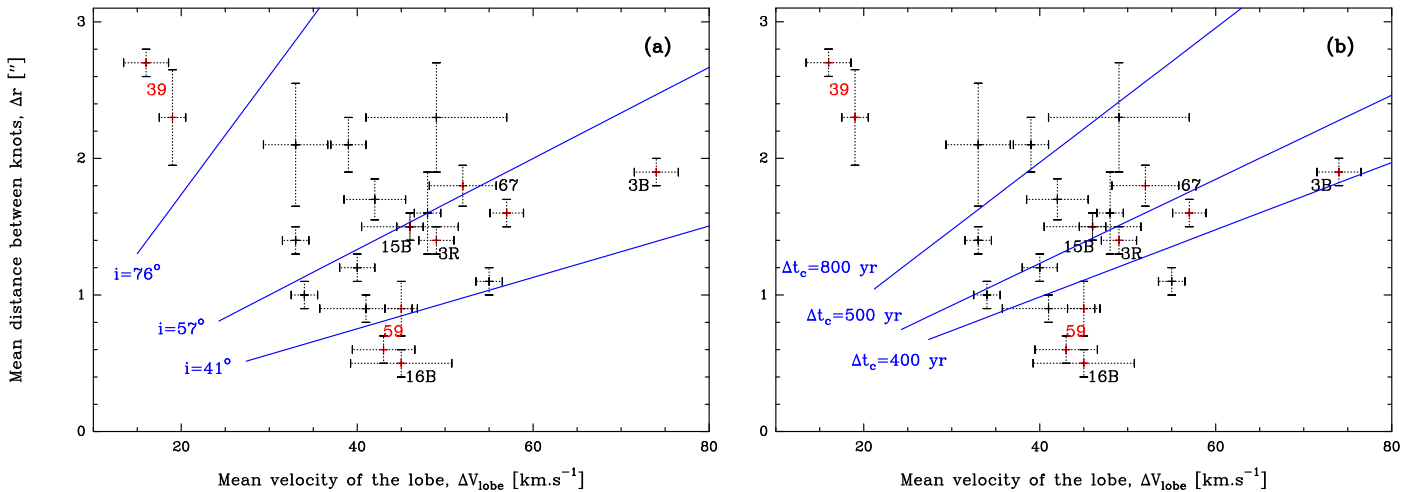 Mean distance between knots, Δr [″]
3
2
1
0
(a)
39
67
3B
15B
3R
59
16B
i=76°
i=57°
i=41°
20
40
60
80
Mean velocity of the lobe, ΔV_lobe [km.s⁻¹]
3
2
1
0
(b)
39
67
3B
15B
3R
59
16B
Δt_c=800 yr
Δt_c=500 yr
Δt_c=400 yr
20
40
60
80
Mean velocity of the lobe, ΔV_lobe [km.s⁻¹]